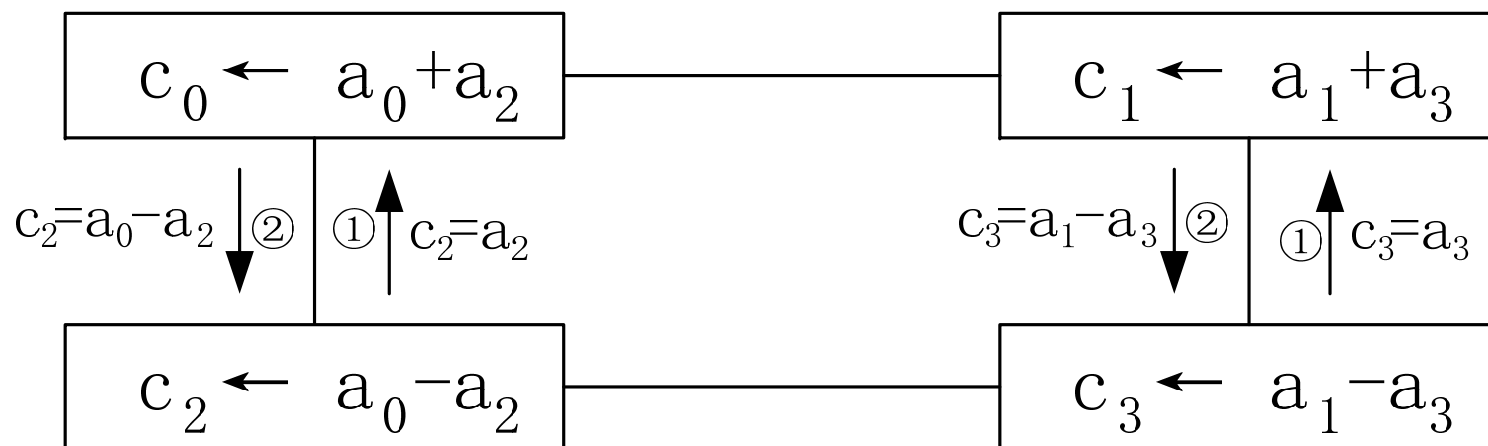 c₀ ← a₀+a₂
c₁ ← a₁+a₃
c₂=a₀−a₂ ② ① c₂=a₂
c₃=a₁−a₃ ② ① c₃=a₃
c₂ ← a₀−a₂
c₃ ← a₁−a₃